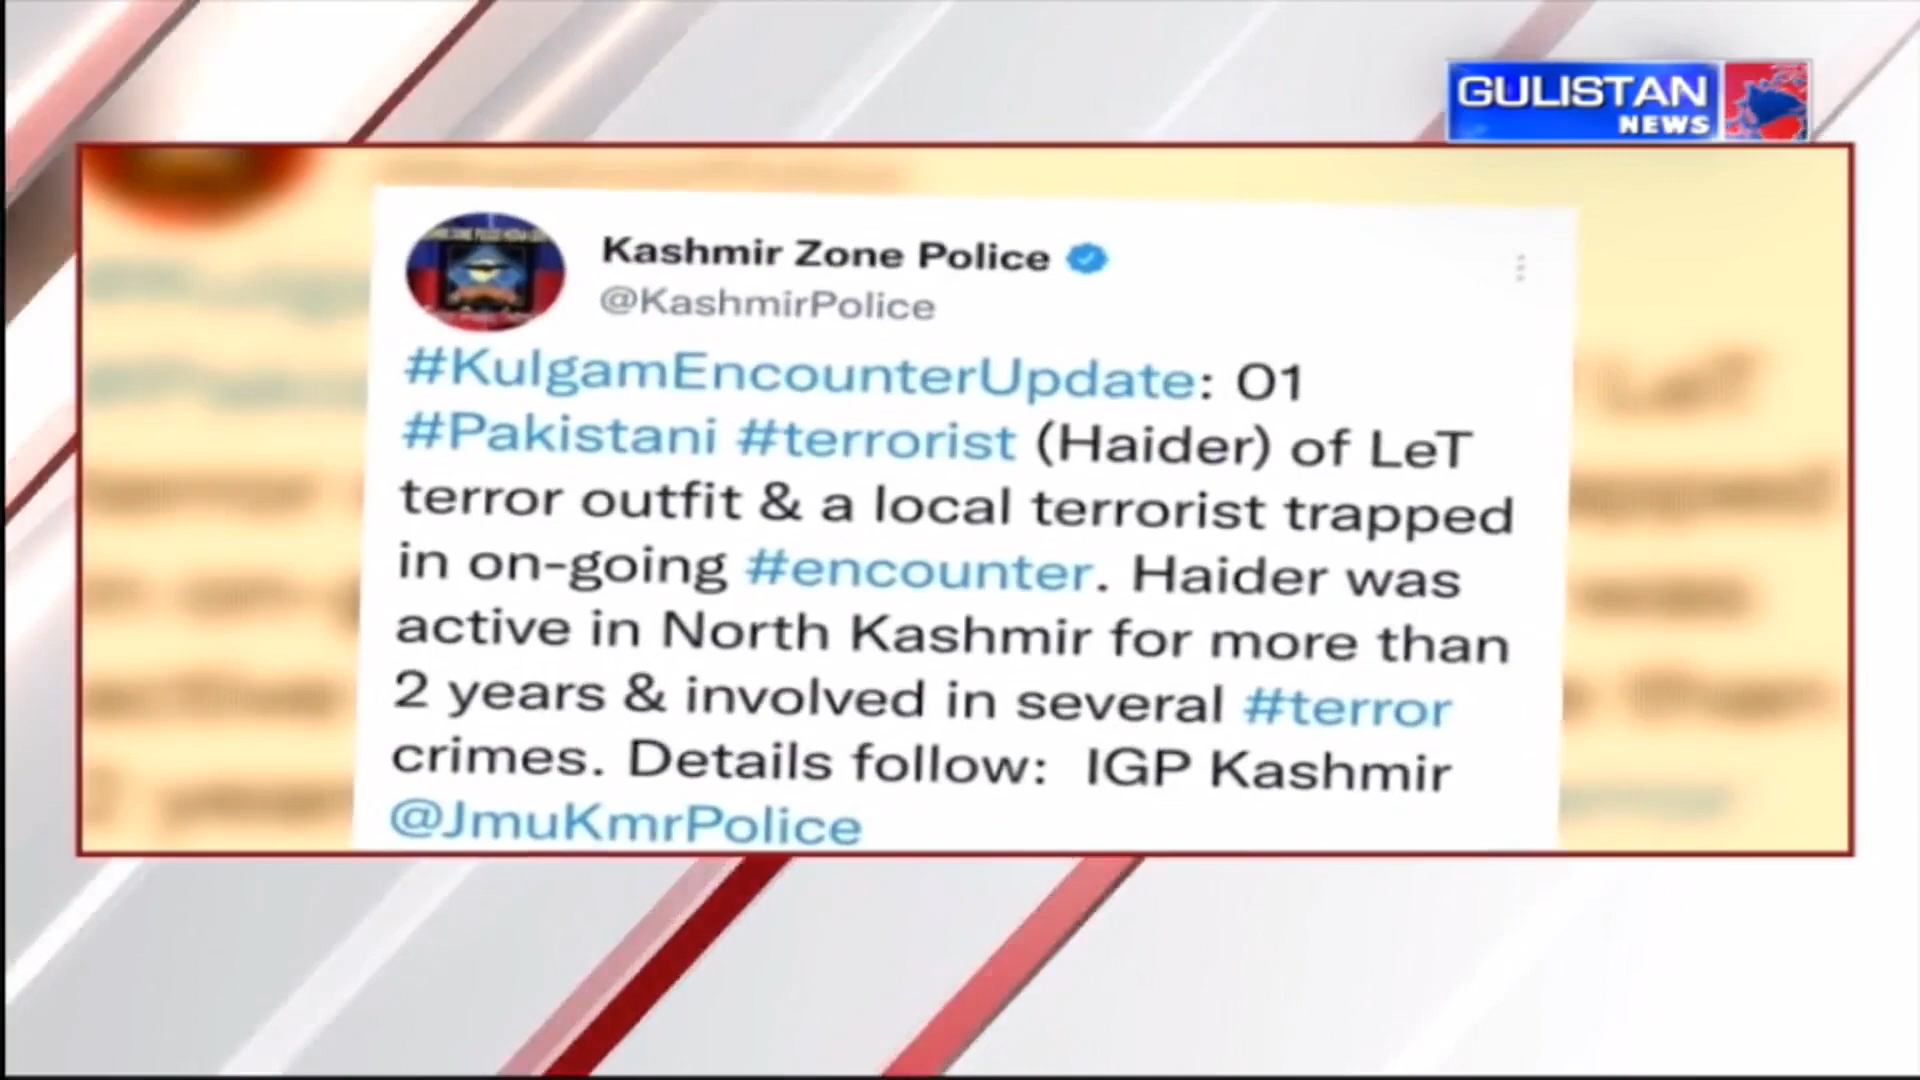 GULISTAN
NEWS
Kashmir Zone Police
@KashmirPolice
#KulgamEncounterUpdate: 01
#Pakistani #terrorist (Haider) of LeT
terror outfit & a local terrorist trapped
in on-going #encounter. Haider was
active in North Kashmir for more than
2 years & involved in several #terror
crimes. Details follow: IGP Kashmir
@JmuKmrPolice